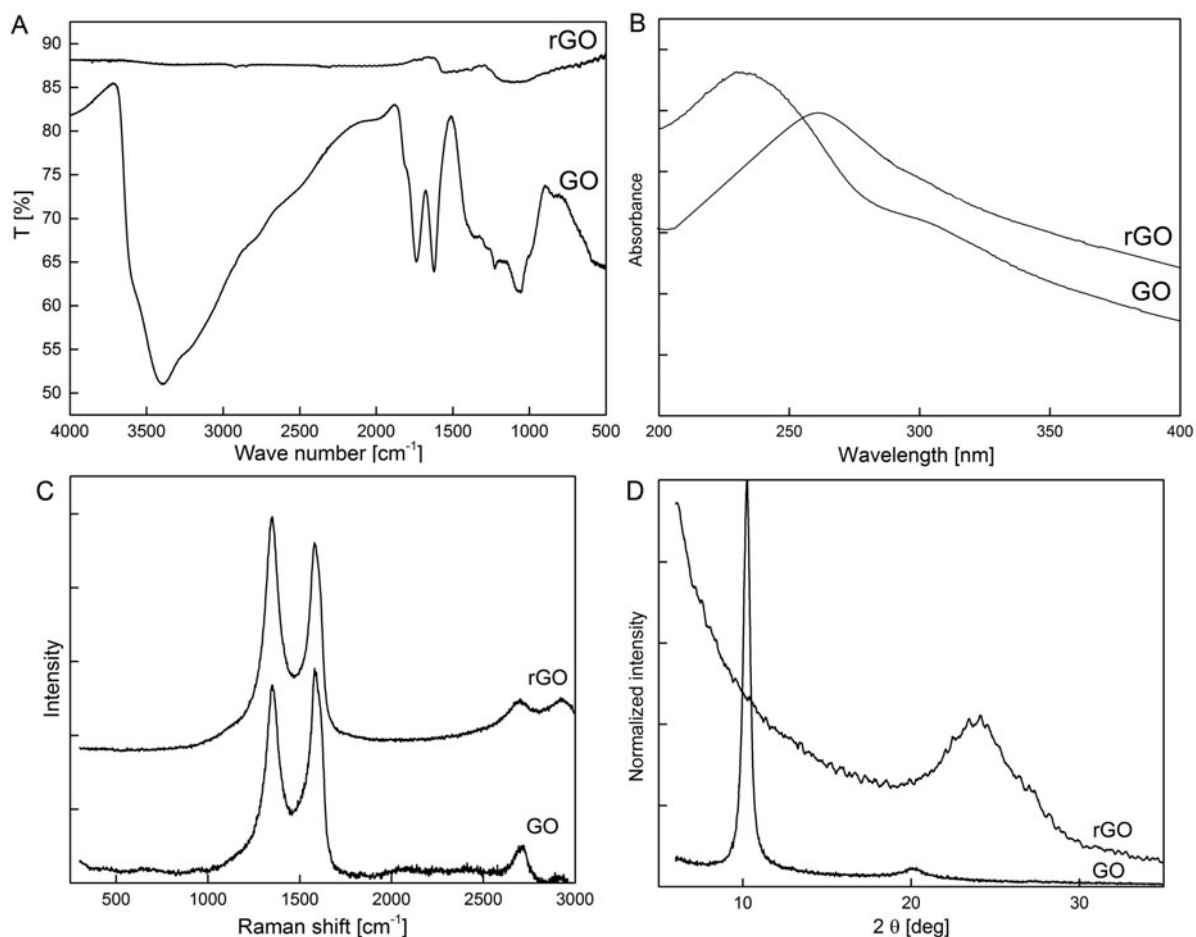 A
rGO
GO
90
85
80
75
70
65
60
55
50
T [%]
4000 3500 3000 2500 2000 1500 1000 500
Wave number [cm⁻¹]
B
rGO
GO
Absorbance
200 250 300 350 400
Wavelength [nm]
C
rGO
GO
Intensity
500 1000 1500 2000 2500 3000
Raman shift [cm⁻¹]
D
rGO
GO
Normalized intensity
10 20 30
2 θ [deg]